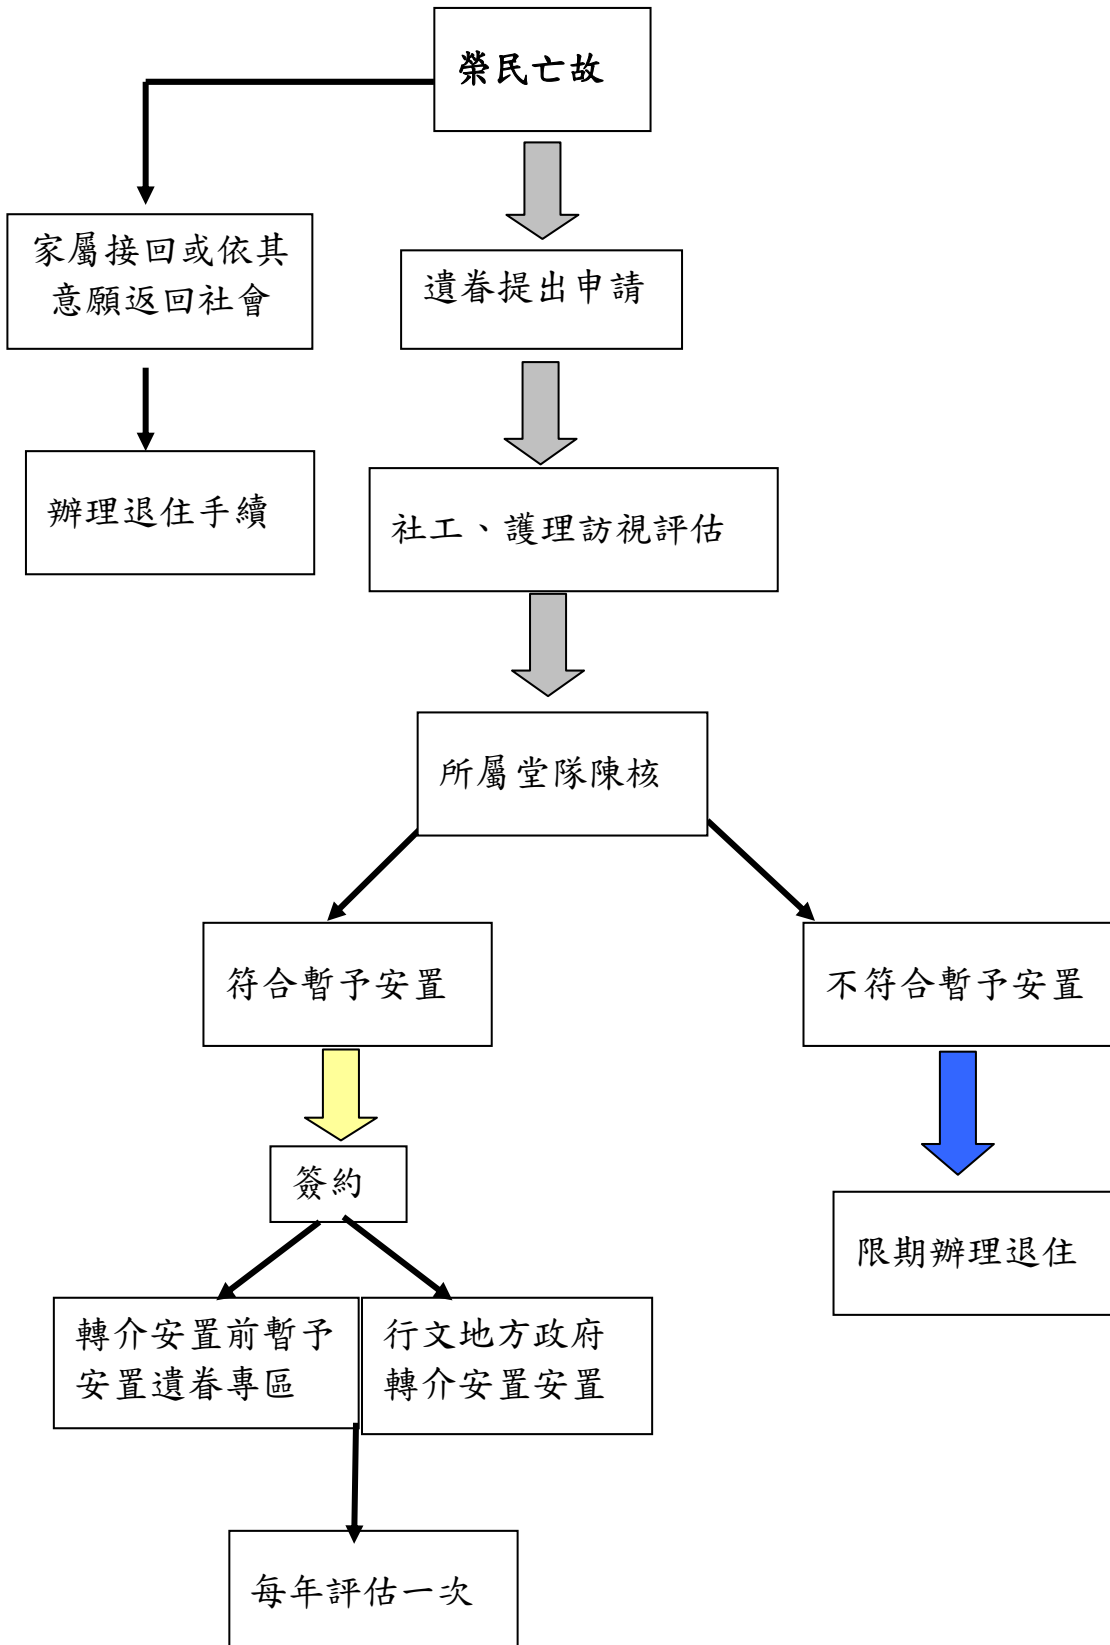 榮民亡故
家屬接回或依其
意願返回社會
遺眷提出申請
辦理退住手續
社工、護理訪視評估
所屬堂隊陳核
符合暫予安置
不符合暫予安置
簽約
限期辦理退住
轉介安置前暫予
安置遺眷專區
行文地方政府
轉介安置安置
每年評估一次